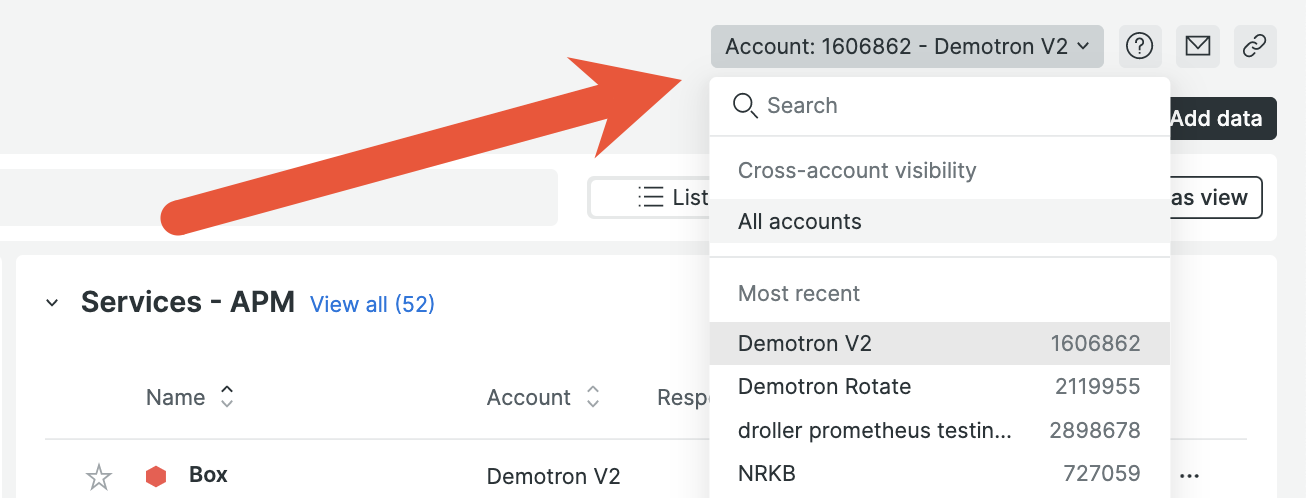 Account: 1606862 - Demotron V2
Search
Add data
Cross-account visibility
List
as view
All accounts
Services - APM View all (52)
Most recent
Demotron V2 1606862
Name Account Resp
Demotron Rotate 2119955
droller prometheus testin... 2898678
Box Demotron V2
NRKB 727059